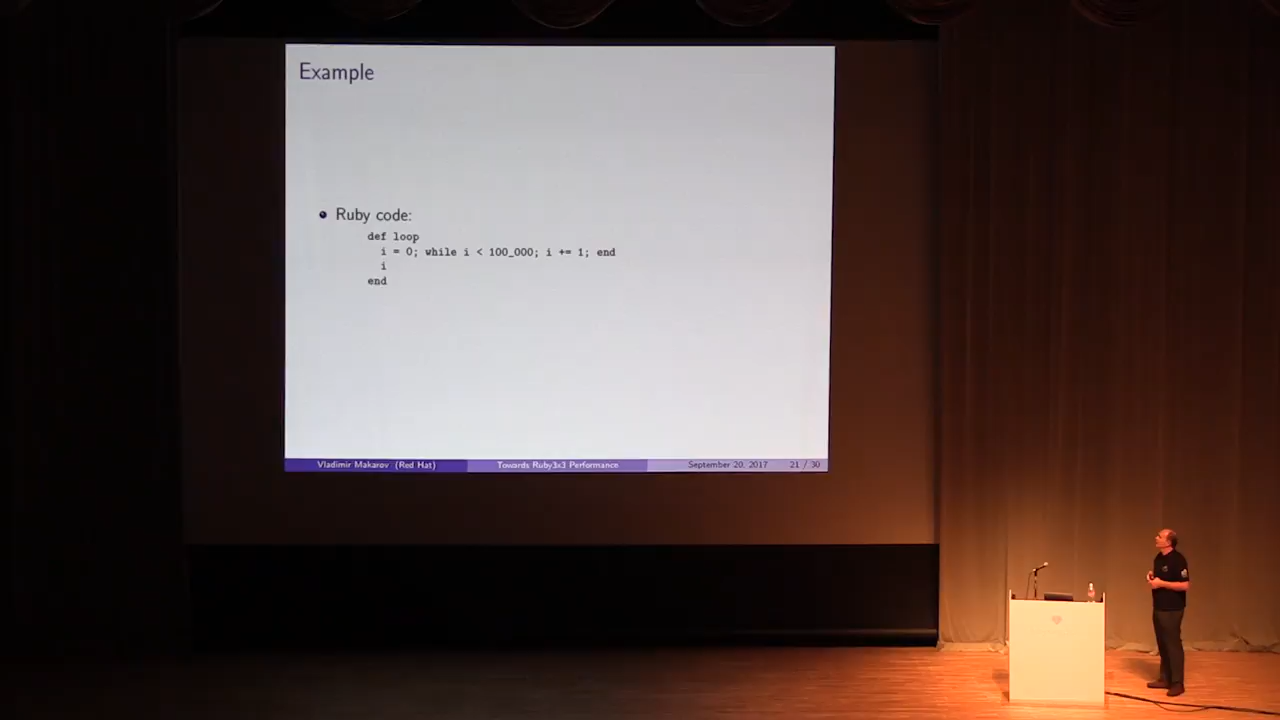 Example
Ruby code:
def loop
i = 0; while i < 100_000; i += 1; end
i
end
Vladimir Makarov (Red Hat) Towards Ruby3x3 Performance September 20, 2017 21 / 30